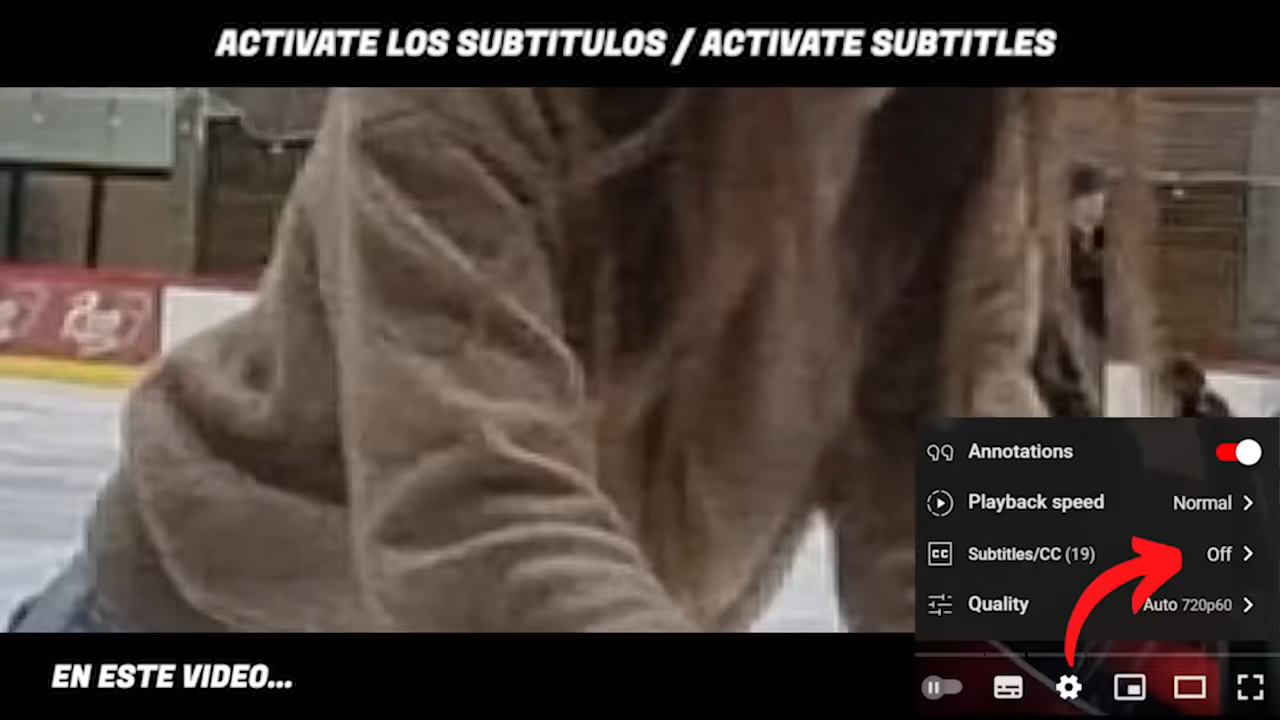 ACTIVATE LOS SUBTITULOS / ACTIVATE SUBTITLES
Annotations
Playback speed Normal
CC Subtitles/CC (19) Off
Quality Auto 720p60
EN ESTE VIDEO...